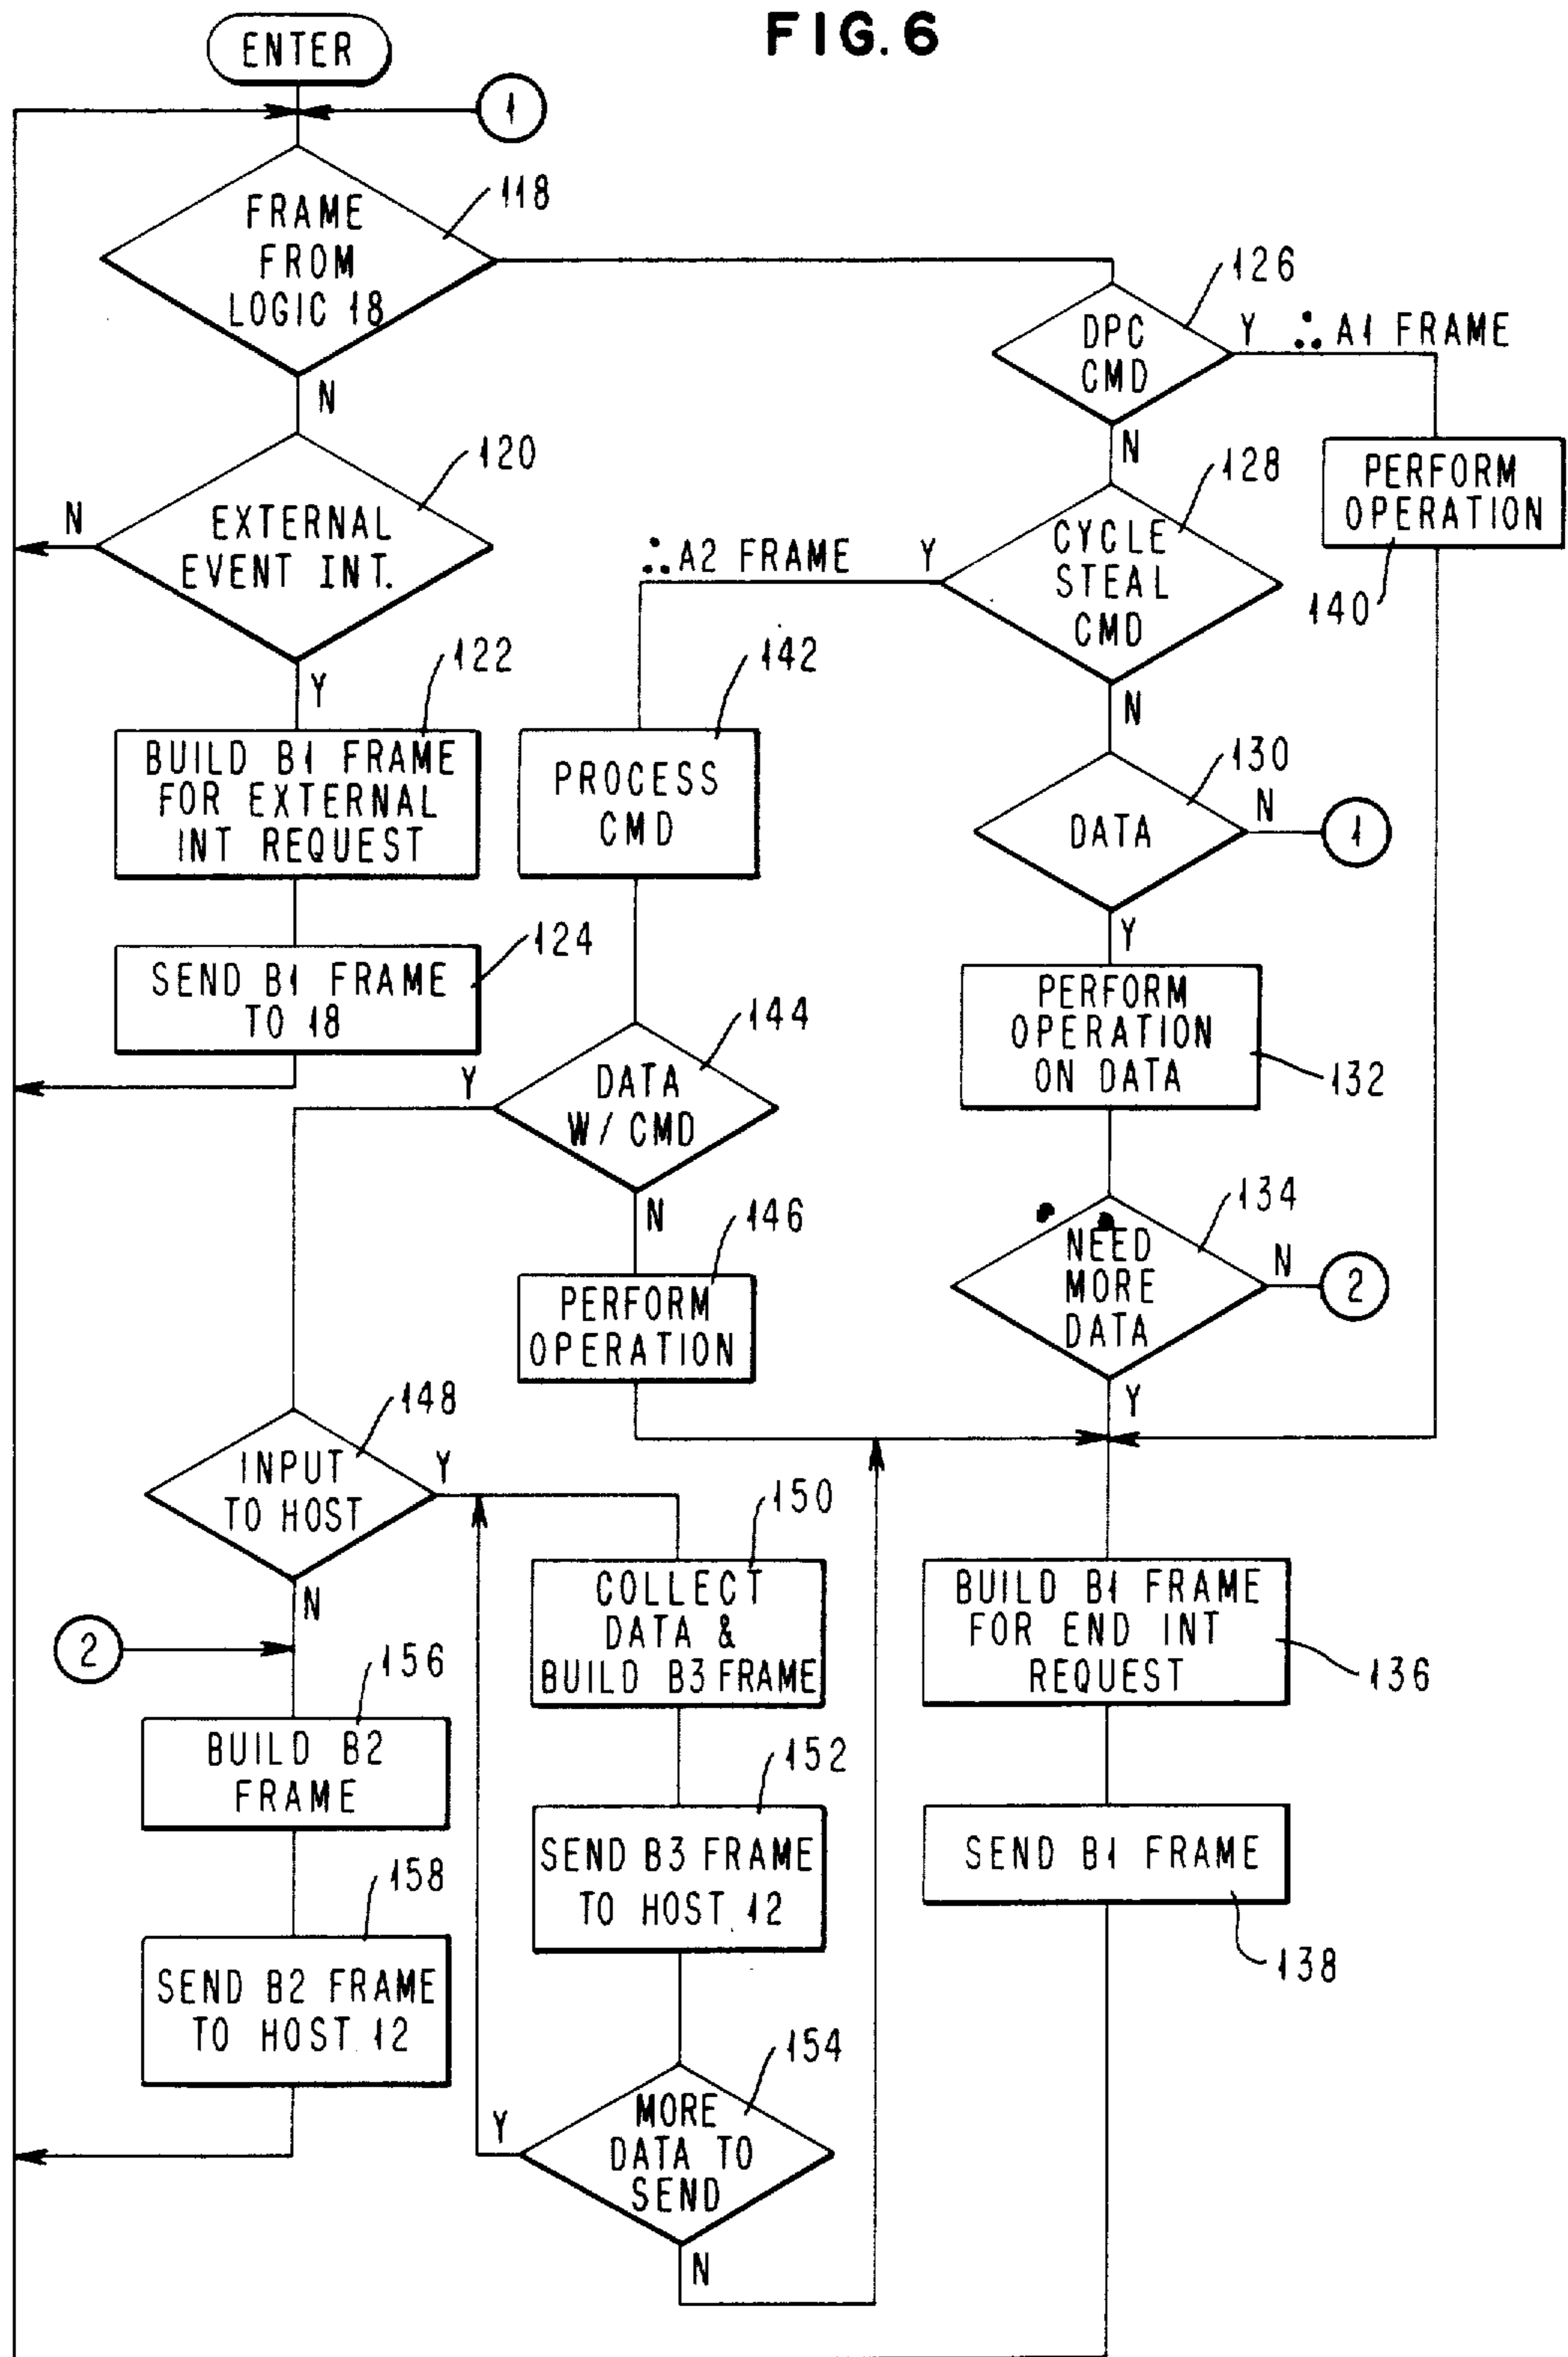 FIG. 6
ENTER
1
FRAME
FROM
LOGIC 18
118
N
EXTERNAL
EVENT INT.
120
N
Y
BUILD B1 FRAME
FOR EXTERNAL
INT REQUEST
122
SEND B1 FRAME
TO 18
124
DPC
CMD
126
Y
∴ A1 FRAME
N
PERFORM
OPERATION
140
CYCLE
STEAL
CMD
128
Y
∴ A2 FRAME
N
PROCESS
CMD
142
DATA
130
N
1
Y
PERFORM
OPERATION
ON DATA
132
DATA
W/ CMD
144
Y
N
PERFORM
OPERATION
146
NEED
MORE
DATA
134
N
2
Y
INPUT
TO HOST
148
Y
N
2
COLLECT
DATA &
BUILD B3 FRAME
150
BUILD B1 FRAME
FOR END INT
REQUEST
136
BUILD B2
FRAME
156
SEND B3 FRAME
TO HOST 12
152
SEND B1 FRAME
138
SEND B2 FRAME
TO HOST 12
158
MORE
DATA TO
SEND
154
Y
N